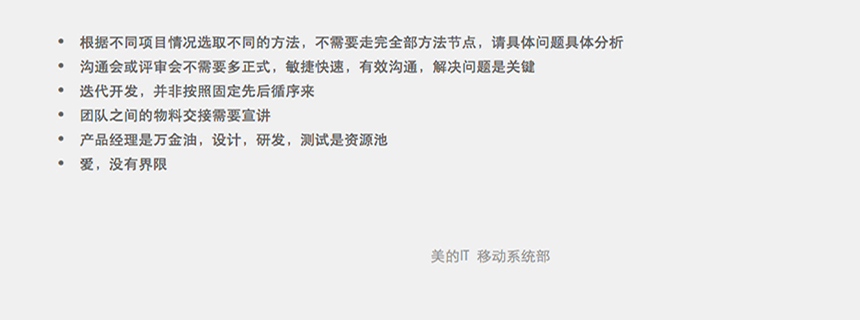 • 根据不同项目情况选取不同的方法，不需要走完全部方法节点，请具体问题具体分析
• 沟通会或评审会不需要多正式，敏捷快速，有效沟通，解决问题是关键
• 迭代开发，并非按照固定先后循序来
• 团队之间的物料交接需要宣讲
• 产品经理是万金油，设计，研发，测试是资源池
• 爱，没有界限
美的IT 移动系统部